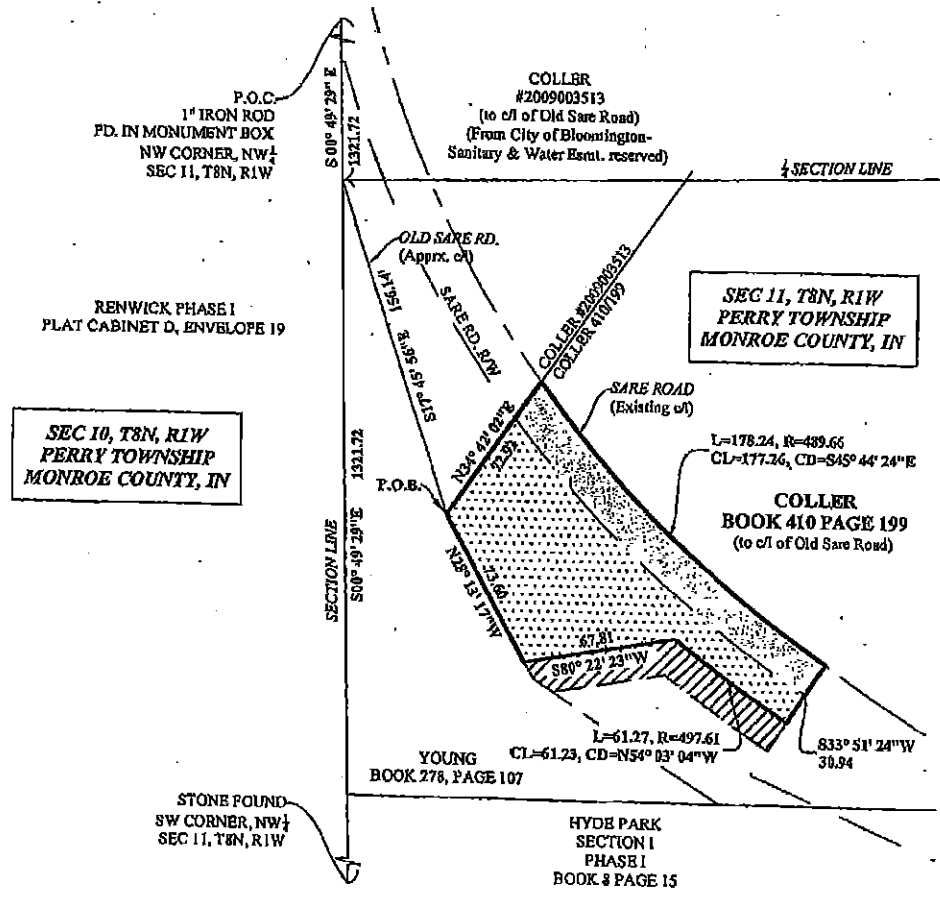 P.O.C.
1" IRON ROD
FD. IN MONUMENT BOX
NW CORNER, NW¼
SEC 11, T8N, R1W
S 00° 49' 29" E
1321.72
COLLER
#2009003513
(to c/l of Old Sare Road)
(From City of Bloomington-
Sanitary & Water Esmt. reserved)
¼ SECTION LINE
OLD SARE RD.
(Apprx. c/l)
S17° 45' 56"E
156.14'
SARE RD. R/W
COLLER #2009003513
COLLER 410/199
RENWICK PHASE I
PLAT CABINET D, ENVELOPE 19
SEC 11, T8N, R1W
PERRY TOWNSHIP
MONROE COUNTY, IN
SEC 10, T8N, R1W
PERRY TOWNSHIP
MONROE COUNTY, IN
SARE ROAD
(Existing c/l)
N34° 42' 02"E
72.92
L=178.24, R=489.66
CL=177.26, CD=S45° 44' 24"E
P.O.B.
COLLER
BOOK 410 PAGE 199
(to c/l of Old Sare Road)
SECTION LINE
S00° 49' 29"E 1321.72
N28° 13' 17"W
73.60
67.81
S80° 22' 23"W
L=61.27, R=497.61
CL=61.23, CD=N54° 03' 04"W
S33° 51' 24"W
30.94
YOUNG
BOOK 278, PAGE 107
STONE FOUND
SW CORNER, NW¼
SEC 11, T8N, R1W
HYDE PARK
SECTION I
PHASE I
BOOK 8 PAGE 15